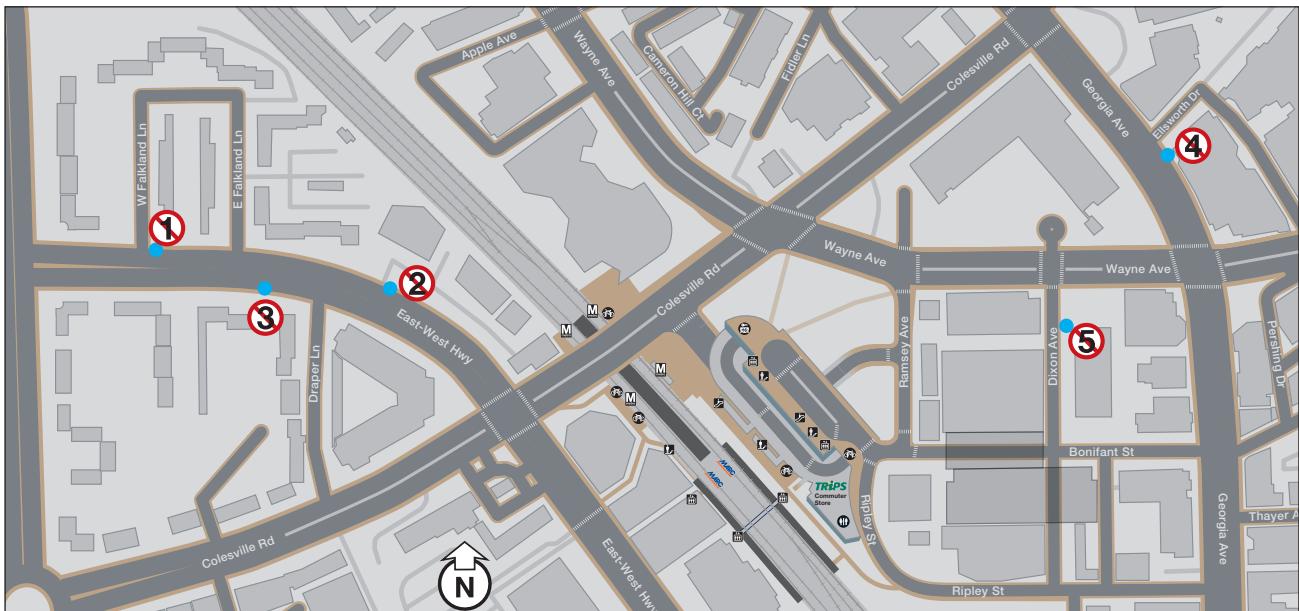 Apple Ave
Wayne Ave
Cameron Hill Ct
Fidler Ln
Colesville Rd
Georgia Ave
Ellsworth Dr
4
W Falkland Ln
E Falkland Ln
1
2
3
Draper Ln
East-West Hwy
Colesville Rd
Wayne Ave
Wayne Ave
Ramsey Ave
Dixon Ave
5
Pershing Dr
M
M
M
M
Bonifant St
MARC
MARC
TRiPS
Commuter
Store
Ripley St
Georgia Ave
Thayer A
Colesville Rd
N
East-West Hwy
Ripley St